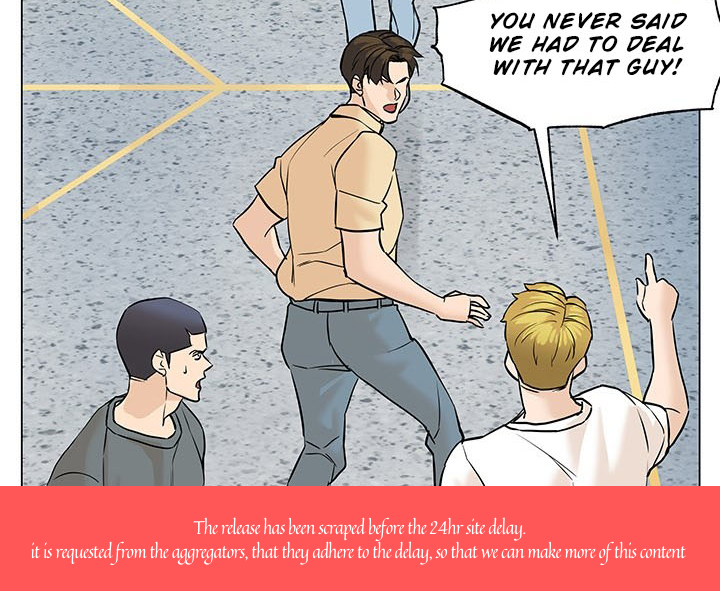 YOU NEVER SAID
WE HAD TO DEAL
WITH THAT GUY!
The release has been scraped before the 24hr site delay.
it is requested from the aggregators, that they adhere to the delay, so that we can make more of this content